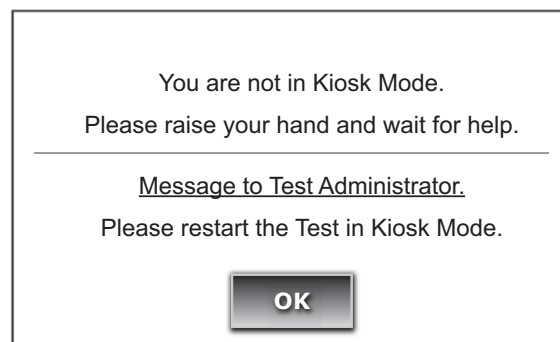 You are not in Kiosk Mode.
Please raise your hand and wait for help.
Message to Test Administrator.
Please restart the Test in Kiosk Mode.
OK